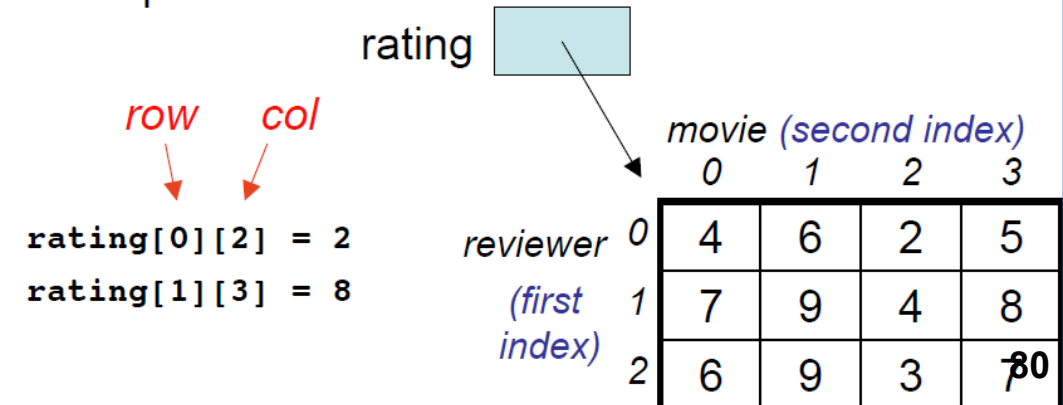 rating
row col
movie (second index)
0 1 2 3
rating[0][2] = 2
reviewer 0 4 6 2 5
rating[1][3] = 8
(first index) 1 7 9 4 8
2 6 9 3 7
80